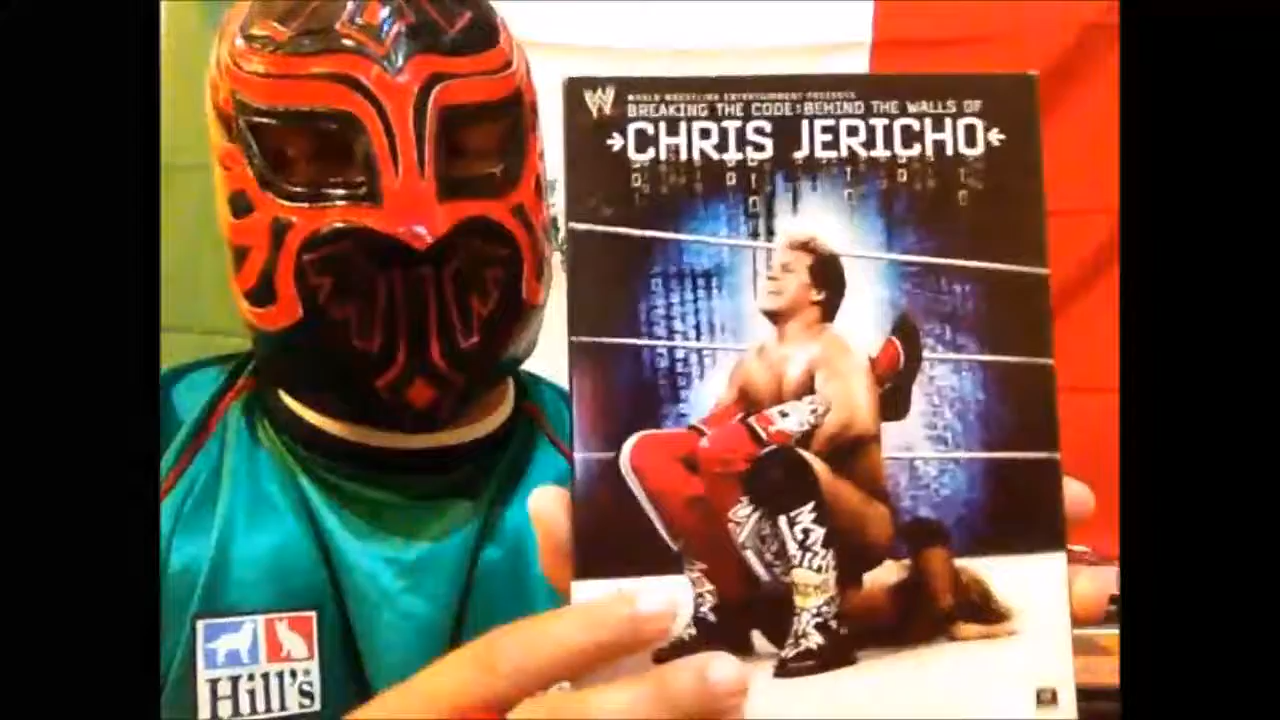 W
WORLD WRESTLING ENTERTAINMENT PRESENTS
BREAKING THE CODE: BEHIND THE WALLS OF
CHRIS JERICHO
Hill's